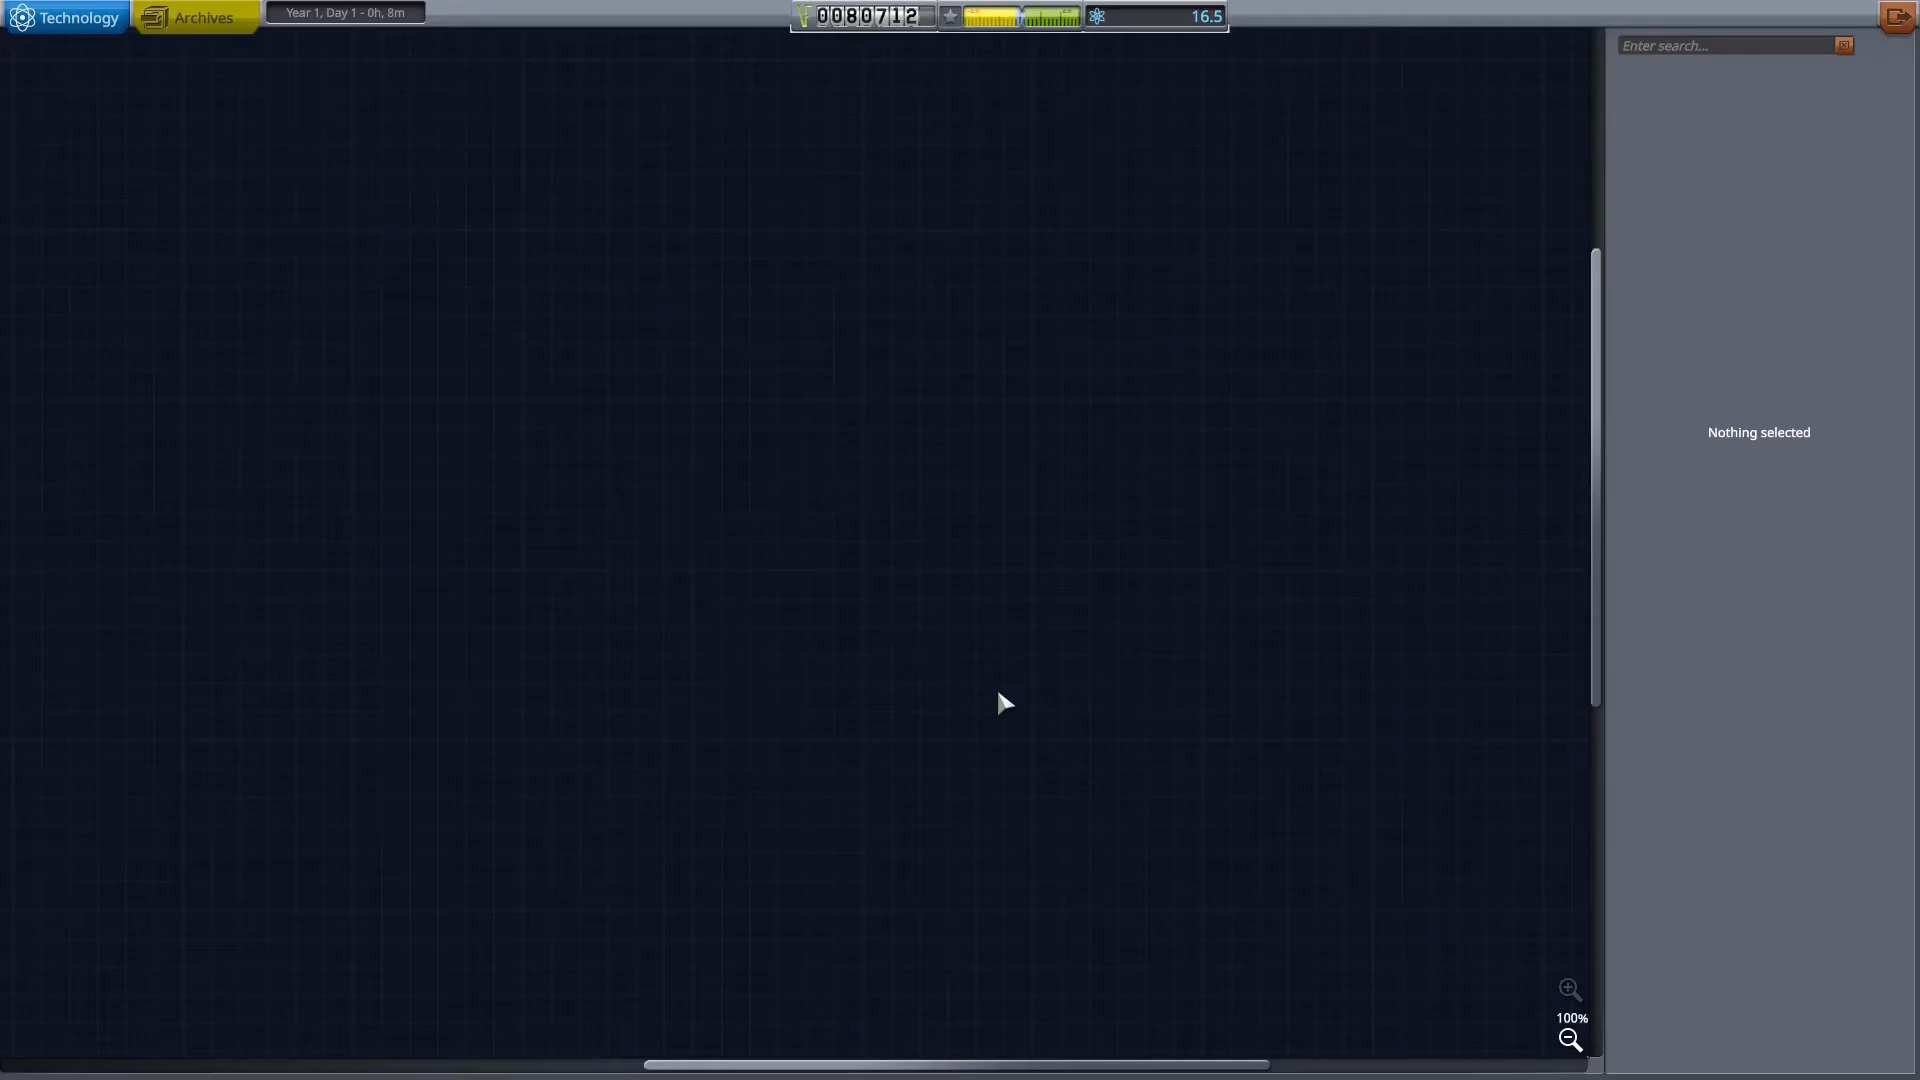 Technology
Archives
Year 1, Day 1 - 0h, 8m
0080712
16.5
Enter search...
Nothing selected
100%